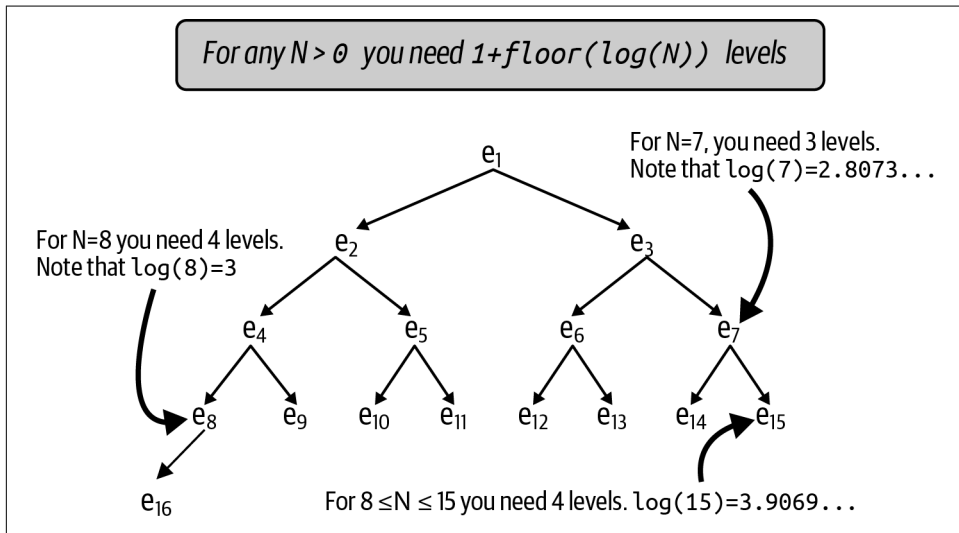 For any N > 0 you need 1+floor(log(N)) levels
For N=7, you need 3 levels.
Note that log(7)=2.8073...
e1
For N=8 you need 4 levels.
Note that log(8)=3
e2
e3
e4
e5
e6
e7
e8
e9
e10
e11
e12
e13
e14
e15
e16
For 8 ≤N ≤ 15 you need 4 levels. log(15)=3.9069...